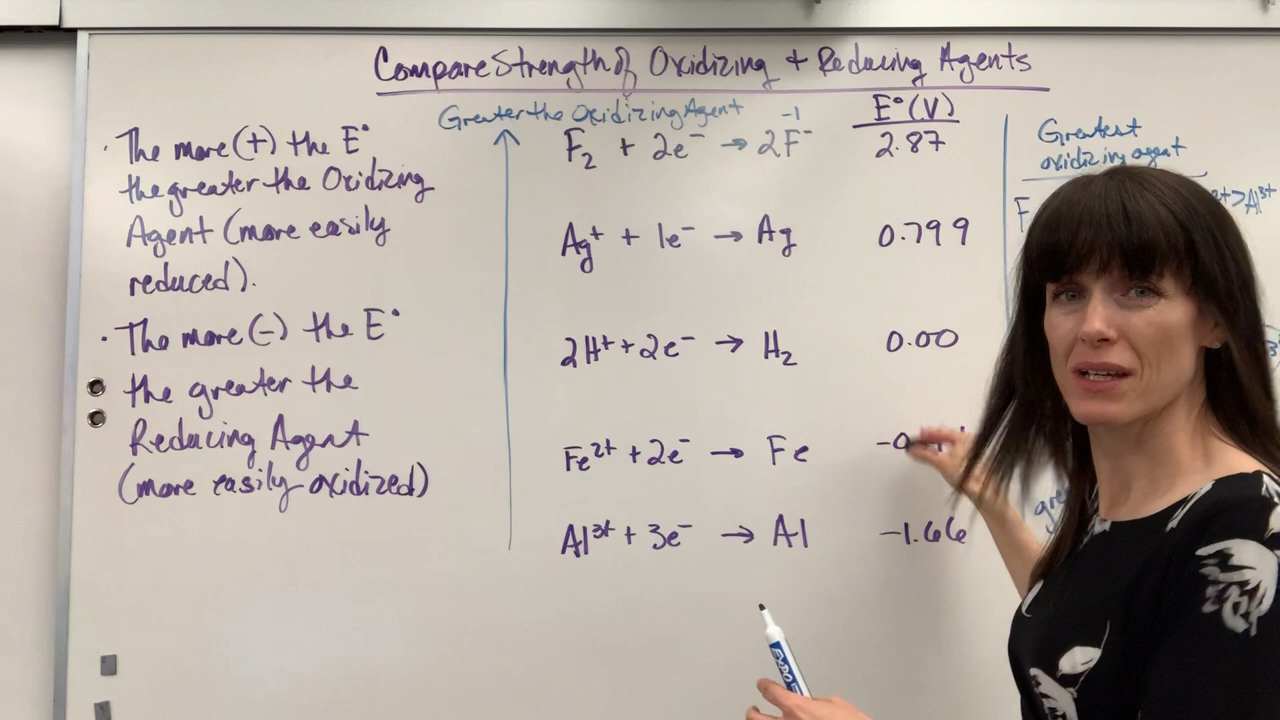 Compare Strength of Oxidizing + Reducing Agents
Greater the Oxidizing Agent
E°(V)
· The more (+) the E°
the greater the Oxidizing
Agent (more easily
reduced).
· The more (-) the E°
the greater the
Reducing Agent
(more easily oxidized)
-1
F₂ + 2e⁻ → 2F⁻ 2.87
Ag⁺ + 1e⁻ → Ag 0.799
2H⁺ + 2e⁻ → H₂ 0.00
Fe²⁺ + 2e⁻ → Fe
Al³⁺ + 3e⁻ → Al -1.66
Greatest
oxidizing agent
F
>Al³⁺
EXPO